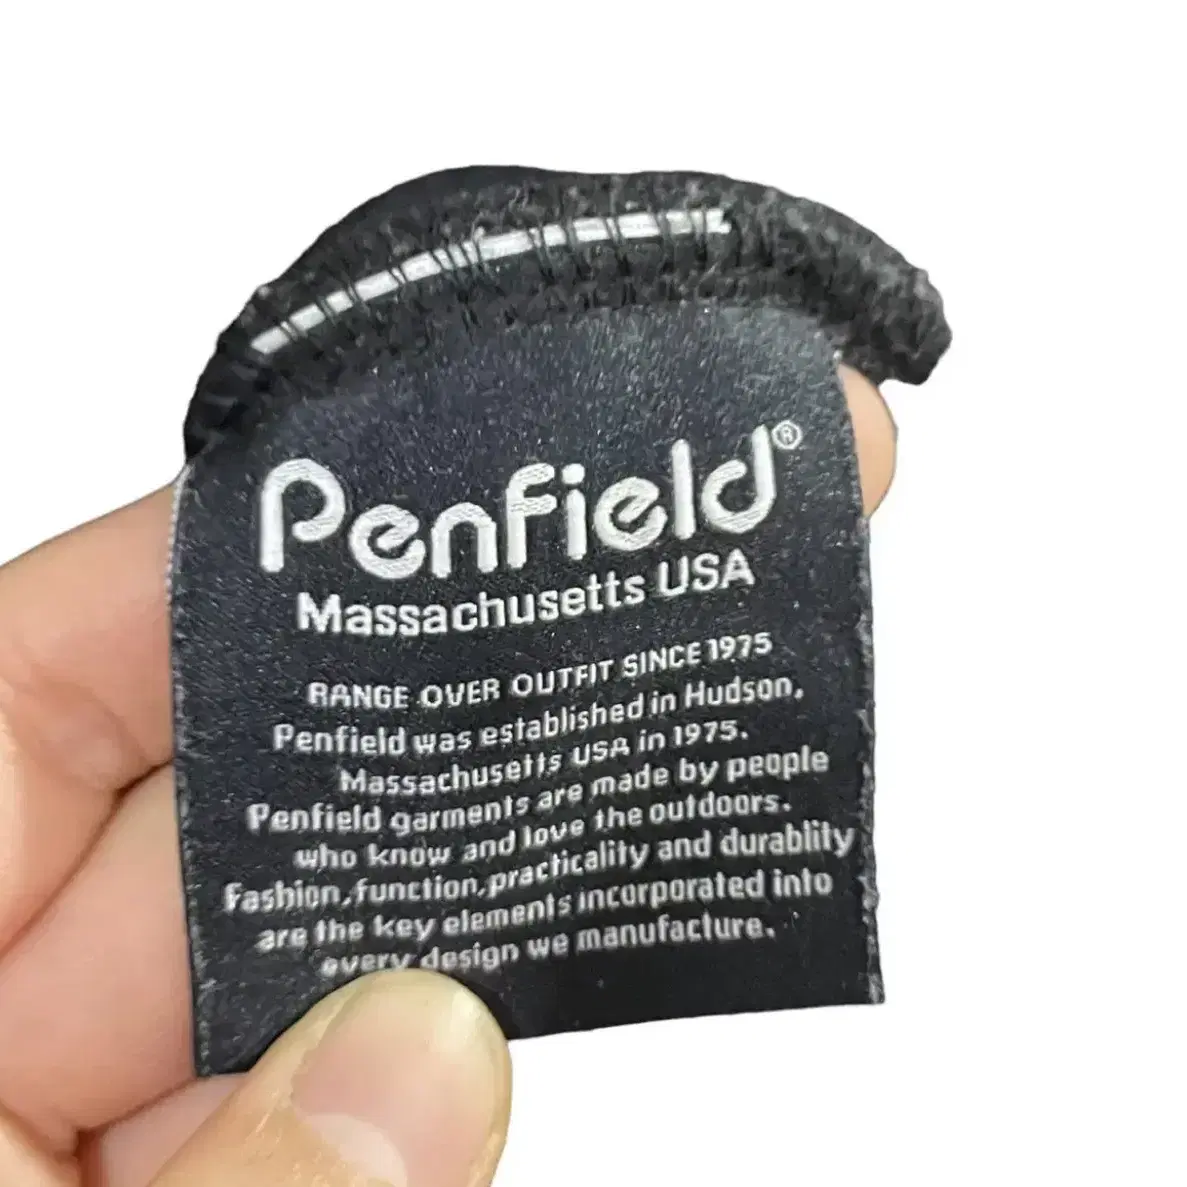 Penfield®
Massachusetts USA
RANGE OVER OUTFIT SINCE 1975
Penfield was established in Hudson,
Massachusetts USA in 1975.
Penfield garments are made by people
who know and love the outdoors.
Fashion,function,practicality and durablity
are the key elements incorporated into
every design we manufacture.